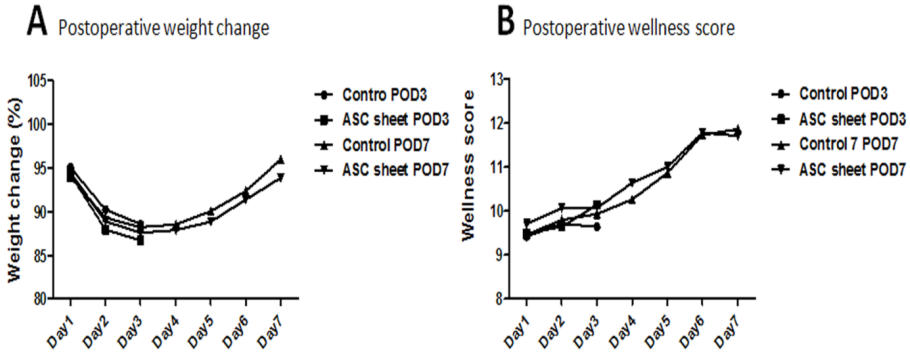 A Postoperative weight change
Weight change (%)
105
100
95
90
85
80
Day1
Day2
Day3
Day4
Day5
Day6
Day7
Contro POD3
ASC sheet POD3
Control POD7
ASC sheet POD7
B Postoperative wellness score
Wellness score
13
12
11
10
9
8
Day1
Day2
Day3
Day4
Day5
Day6
Day7
Control POD3
ASC sheet POD3
Control 7 POD7
ASC sheet POD7